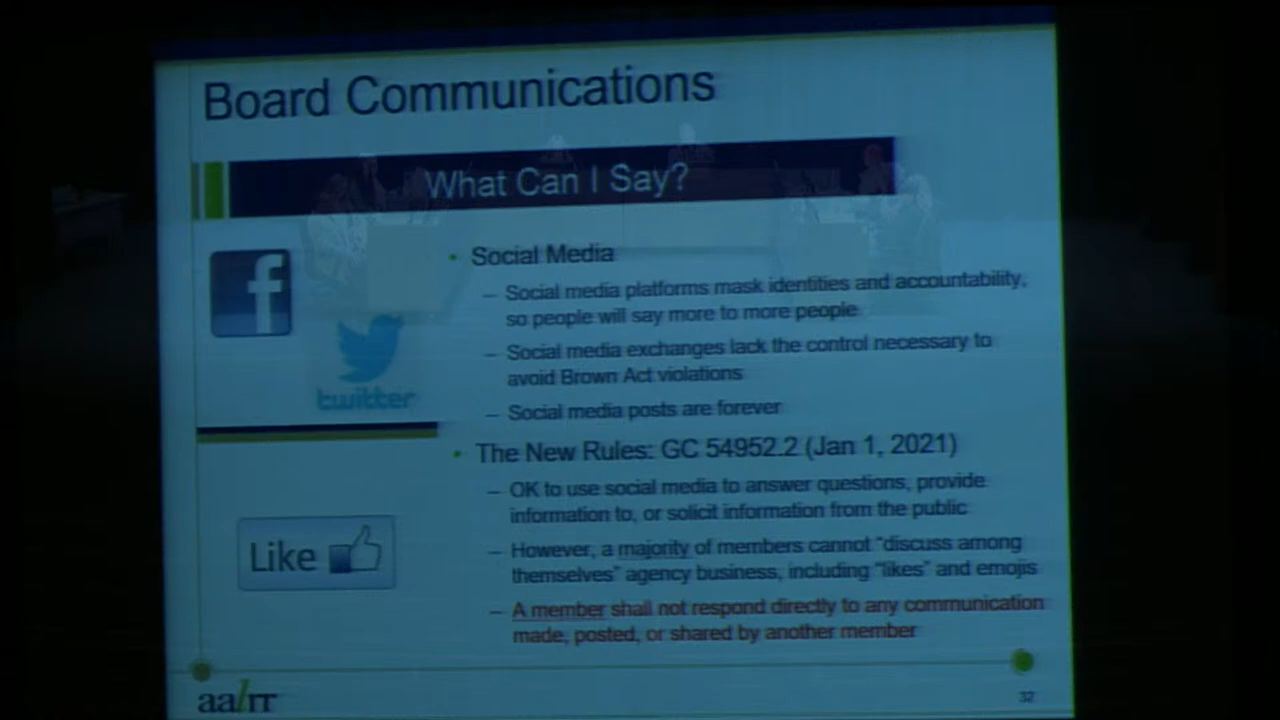 Board Communications
What Can I Say?
f
twitter
Like
• Social Media
– Social media platforms mask identities and accountability,
so people will say more to more people
– Social media exchanges lack the control necessary to
avoid Brown Act violations
– Social media posts are forever
• The New Rules: GC 54952.2 (Jan 1, 2021)
– OK to use social media to answer questions, provide
information to, or solicit information from the public
– However, a majority of members cannot "discuss among
themselves" agency business, including "likes" and emojis
– A member shall not respond directly to any communication
made, posted, or shared by another member
aalrr
32